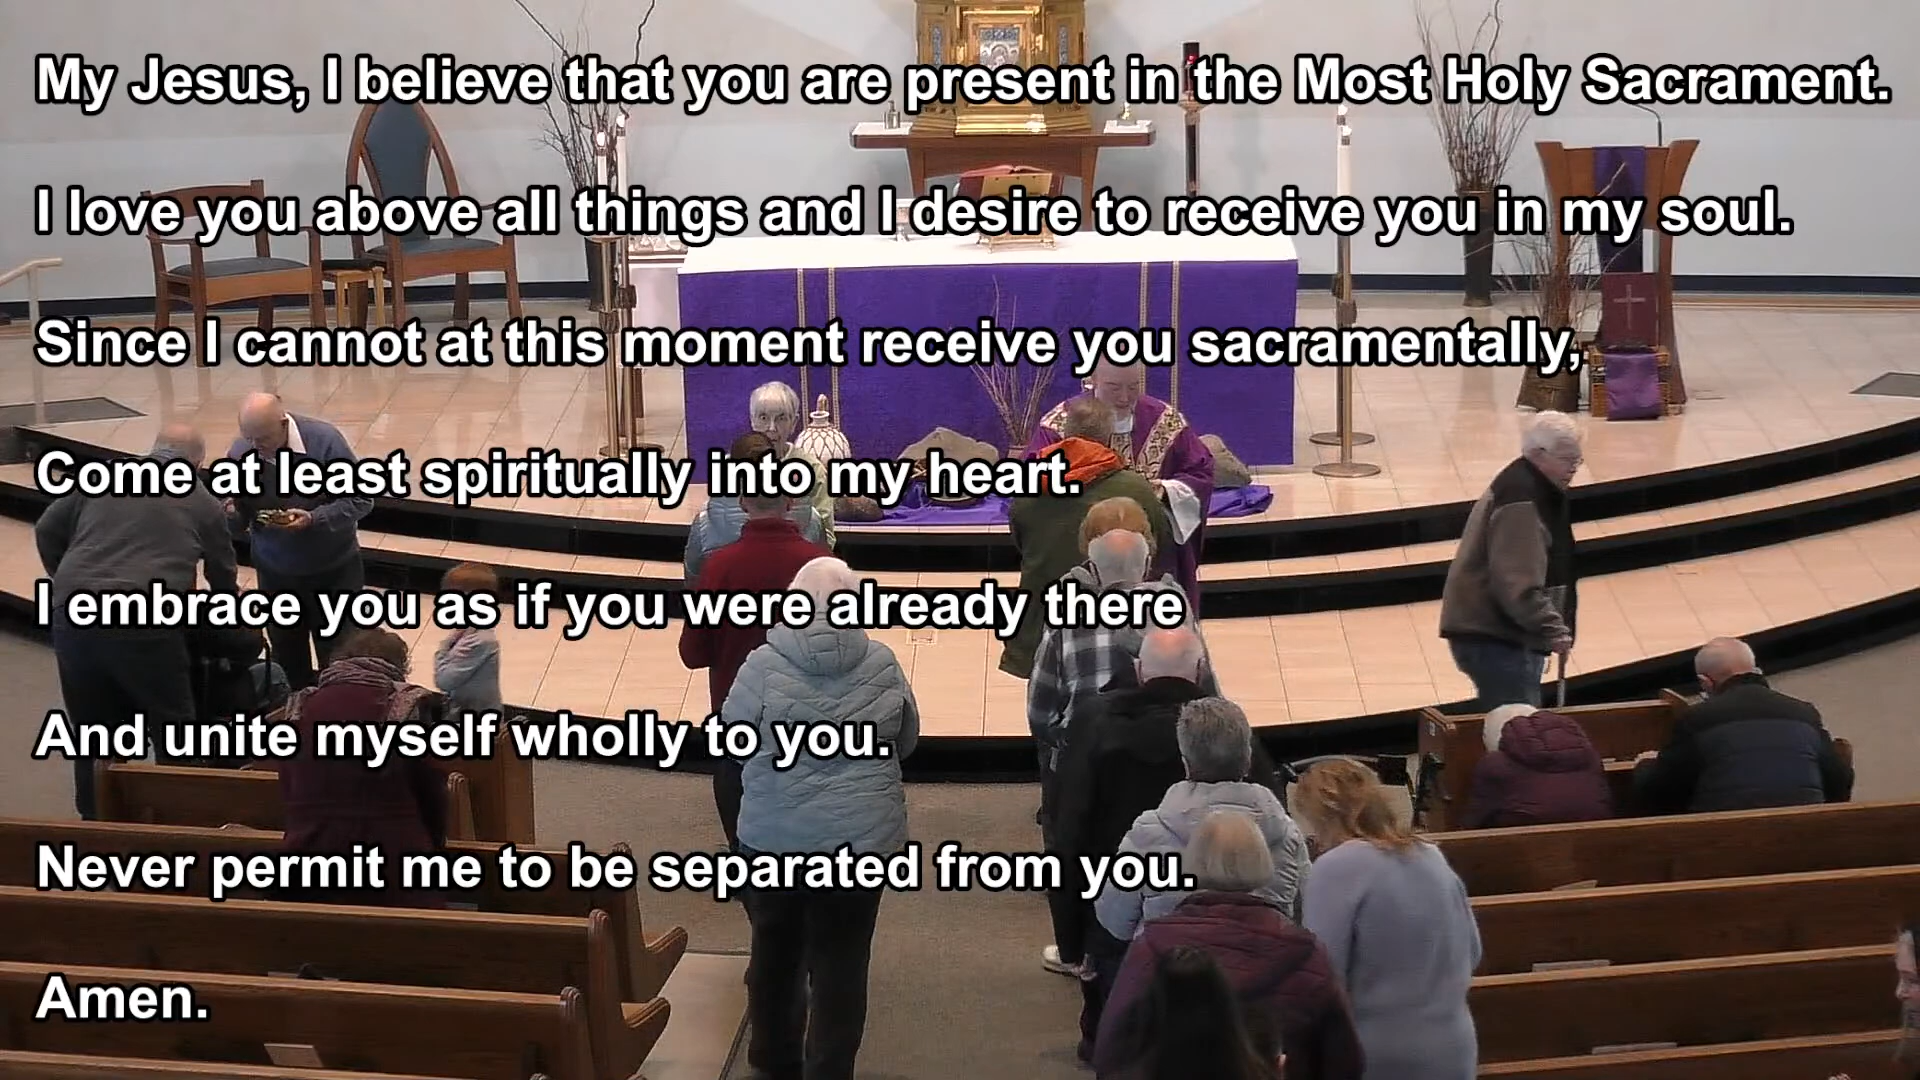 My Jesus, I believe that you are present in the Most Holy Sacrament.
I love you above all things and I desire to receive you in my soul.
Since I cannot at this moment receive you sacramentally,
Come at least spiritually into my heart.
I embrace you as if you were already there
And unite myself wholly to you.
Never permit me to be separated from you.
Amen.